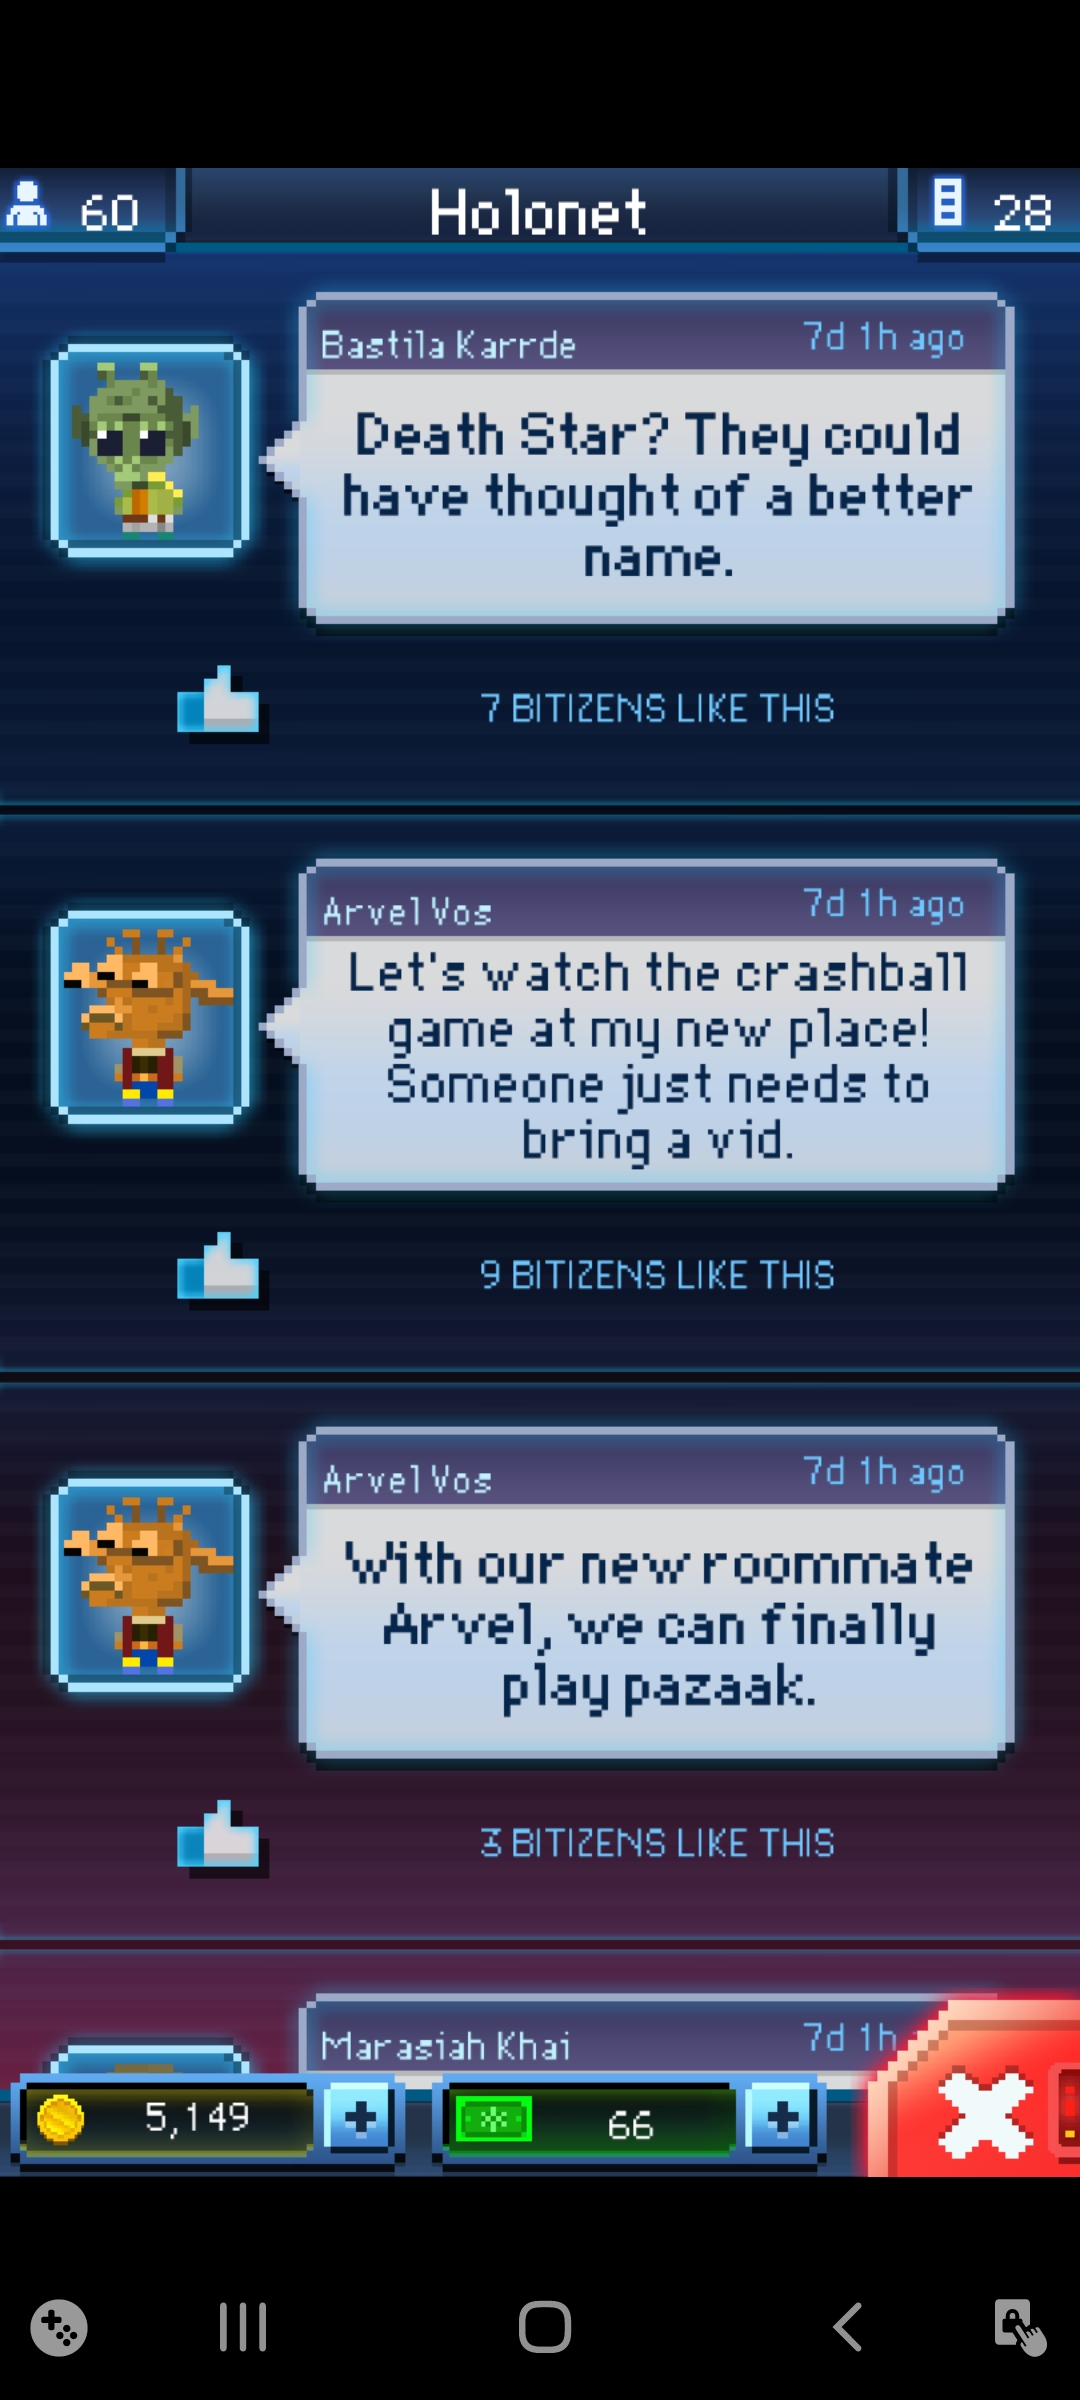 60 Holonet 28
Bastila Karrde 7d 1h ago
Death Star? They could
have thought of a better
name.
7 BITIZENS LIKE THIS
Arvel Vos 7d 1h ago
Let's watch the crashball
game at my new place!
Someone just needs to
bring a vid.
9 BITIZENS LIKE THIS
Arvel Vos 7d 1h ago
With our new roommate
Arvel, we can finally
play pazaak.
3 BITIZENS LIKE THIS
Marasiah Khai 7d 1h
5,149 66